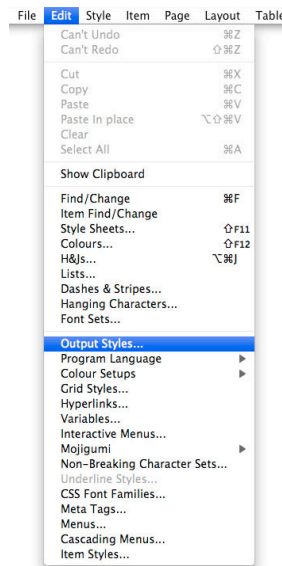 File Edit Style Item Page Layout Table
Can't Undo ⌘Z
Can't Redo ⇧⌘Z
Cut ⌘X
Copy ⌘C
Paste ⌘V
Paste In place ⌥⇧⌘V
Clear
Select All ⌘A
Show Clipboard
Find/Change ⌘F
Item Find/Change
Style Sheets... ⇧F11
Colours... ⇧F12
H&Js... ⌥⌘J
Lists...
Dashes & Stripes...
Hanging Characters...
Font Sets...
Output Styles...
Program Language
Colour Setups
Grid Styles...
Hyperlinks...
Variables...
Interactive Menus...
Mojigumi
Non-Breaking Character Sets...
Underline Styles...
CSS Font Families...
Meta Tags...
Menus...
Cascading Menus...
Item Styles...